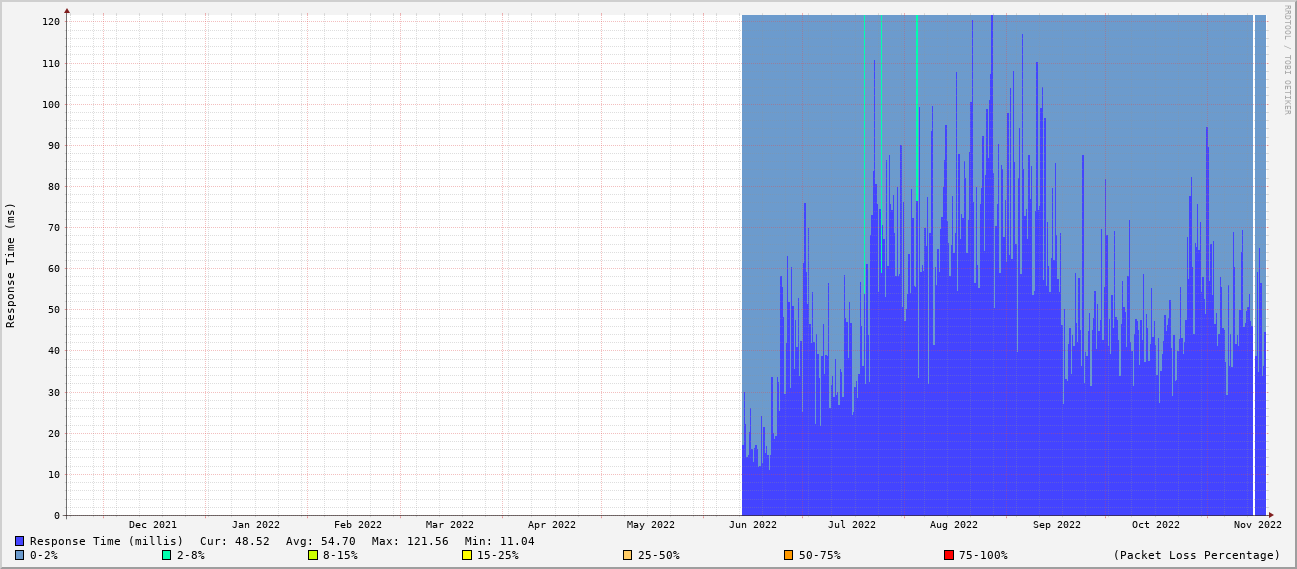 RRDTOOL / TOBI OETIKER
Response Time (ms)
120
110
100
90
80
70
60
50
40
30
20
10
0
Dec 2021 Jan 2022 Feb 2022 Mar 2022 Apr 2022 May 2022 Jun 2022 Jul 2022 Aug 2022 Sep 2022 Oct 2022 Nov 2022
Response Time (millis) Cur: 48.52 Avg: 54.70 Max: 121.56 Min: 11.04
0-2% 2-8% 8-15% 15-25% 25-50% 50-75% 75-100% (Packet Loss Percentage)